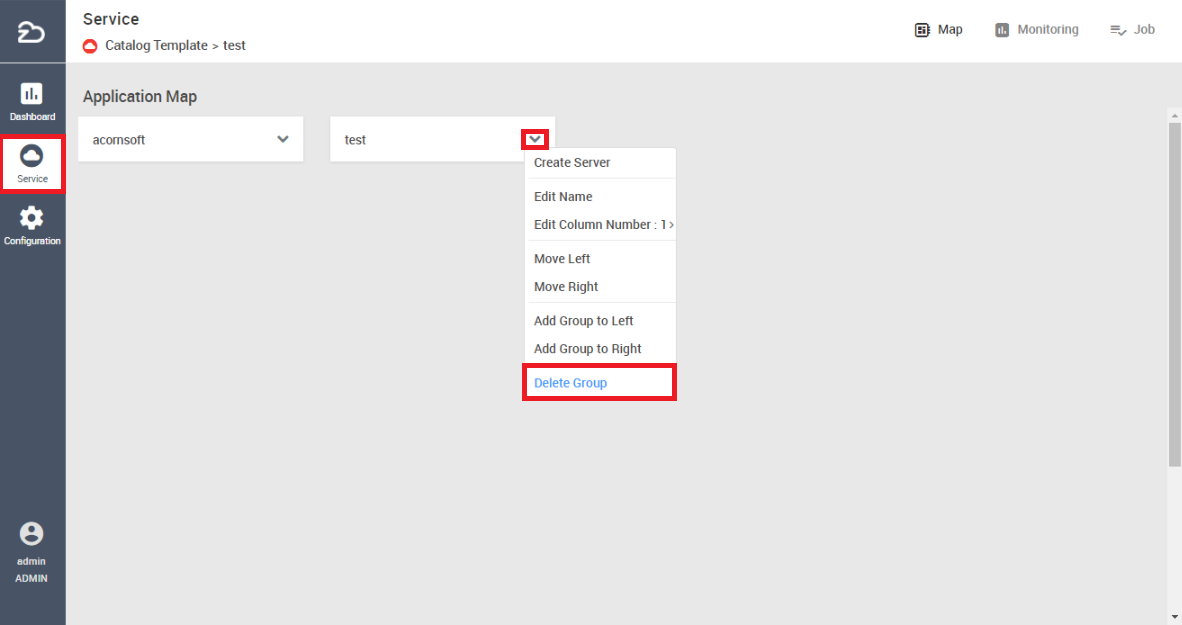 Service
Catalog Template > test
Map
Monitoring
Job
Dashboard
Service
Configuration
admin
ADMIN
Application Map
acornsoft
test
Create Server
Edit Name
Edit Column Number : 1 >
Move Left
Move Right
Add Group to Left
Add Group to Right
Delete Group